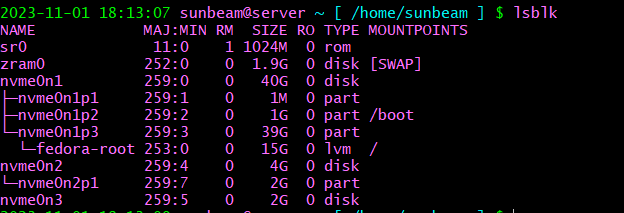 2023-11-01 18:13:07 sunbeam@server ~ [ /home/sunbeam ] $ lsblk
NAME MAJ:MIN RM SIZE RO TYPE MOUNTPOINTS
sr0 11:0 1 1024M 0 rom
zram0 252:0 0 1.9G 0 disk [SWAP]
nvme0n1 259:0 0 40G 0 disk
├─nvme0n1p1 259:1 0 1M 0 part
├─nvme0n1p2 259:2 0 1G 0 part /boot
└─nvme0n1p3 259:3 0 39G 0 part
└─fedora-root 253:0 0 15G 0 lvm /
nvme0n2 259:4 0 4G 0 disk
└─nvme0n2p1 259:7 0 2G 0 part
nvme0n3 259:5 0 2G 0 disk